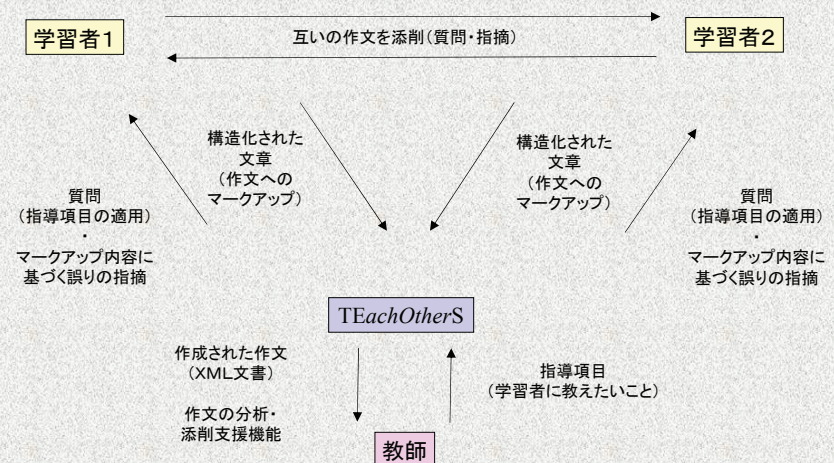 学習者１
互いの作文を添削（質問・指摘）
学習者２
構造化された
文章
（作文への
マークアップ）
構造化された
文章
（作文への
マークアップ）
質問
（指導項目の適用）
・
マークアップ内容に
基づく誤りの指摘
質問
（指導項目の適用）
・
マークアップ内容に
基づく誤りの指摘
TEachOtherS
作成された作文
（ＸＭＬ文書）
作文の分析・
添削支援機能
指導項目
（学習者に教えたいこと）
教師